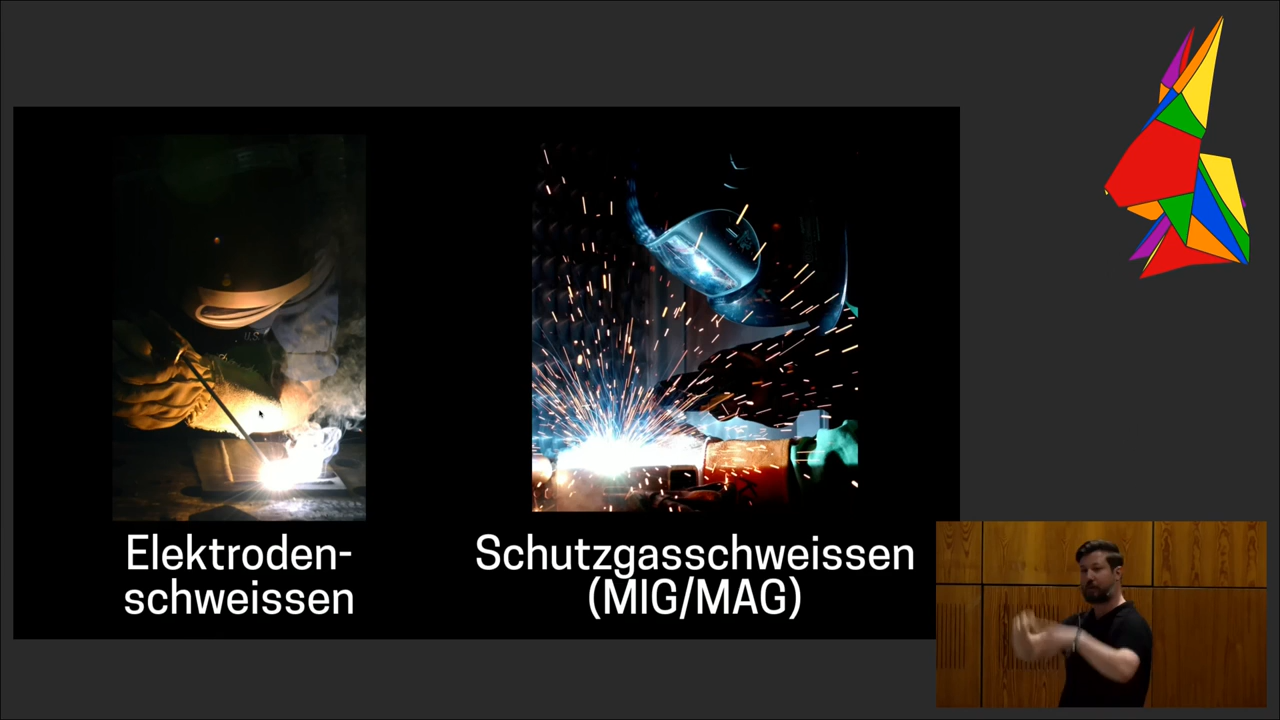 U.S.
Elektroden-
schweissen
Schutzgasschweissen
(MIG/MAG)